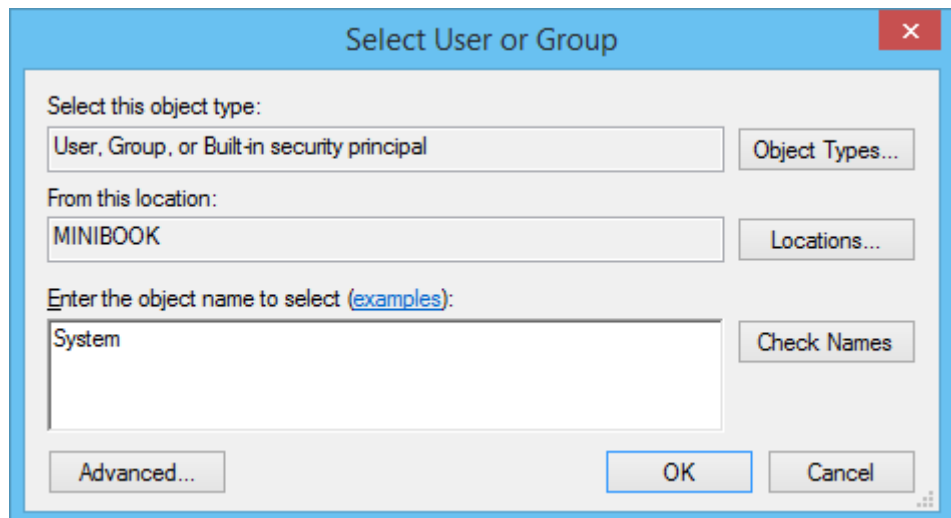 Select User or Group
Select this object type:
User, Group, or Built-in security principal
Object Types...
From this location:
MINIBOOK
Locations...
Enter the object name to select (examples):
System
Check Names
Advanced...
OK
Cancel